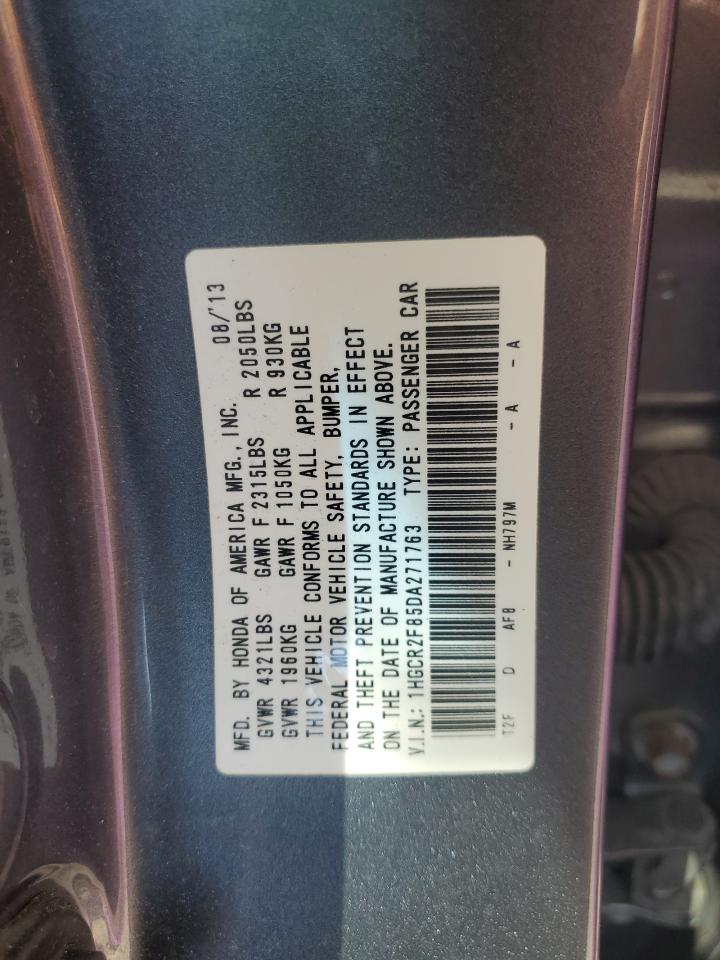 MFD. BY HONDA OF AMERICA MFG., INC. 08/'13
GVWR 4321LBS GAWR F 2315LBS R 2050LBS
GVWR 1960KG GAWR F 1050KG R 930KG
THIS VEHICLE CONFORMS TO ALL APPLICABLE
FEDERAL MOTOR VEHICLE SAFETY, BUMPER,
AND THEFT PREVENTION STANDARDS IN EFFECT
ON THE DATE OF MANUFACTURE SHOWN ABOVE.
V.I.N.: 1HGCR2F85DA271763 TYPE: PASSENGER CAR
T2F D AF8 - NH797M - A - A